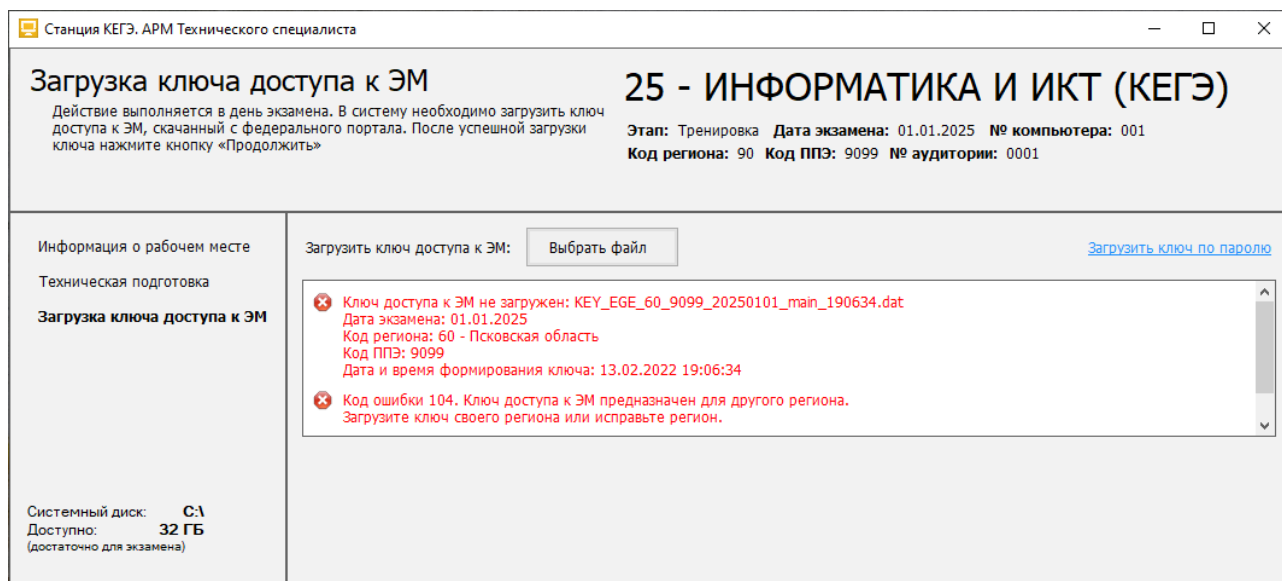 Станция КЕГЭ. АРМ Технического специалиста
Загрузка ключа доступа к ЭМ
Действие выполняется в день экзамена. В систему необходимо загрузить ключ
доступа к ЭМ, скачанный с федерального портала. После успешной загрузки
ключа нажмите кнопку «Продолжить»
25 - ИНФОРМАТИКА И ИКТ (КЕГЭ)
Этап: Тренировка Дата экзамена: 01.01.2025 № компьютера: 001
Код региона: 90 Код ППЭ: 9099 № аудитории: 0001
Информация о рабочем месте
Техническая подготовка
Загрузка ключа доступа к ЭМ
Системный диск: C:\
Доступно: 32 ГБ
(достаточно для экзамена)
Загрузить ключ доступа к ЭМ: Выбрать файл Загрузить ключ по паролю
Ключ доступа к ЭМ не загружен: KEY_EGE_60_9099_20250101_main_190634.dat
Дата экзамена: 01.01.2025
Код региона: 60 - Псковская область
Код ППЭ: 9099
Дата и время формирования ключа: 13.02.2022 19:06:34
Код ошибки 104. Ключ доступа к ЭМ предназначен для другого региона.
Загрузите ключ своего региона или исправьте регион.